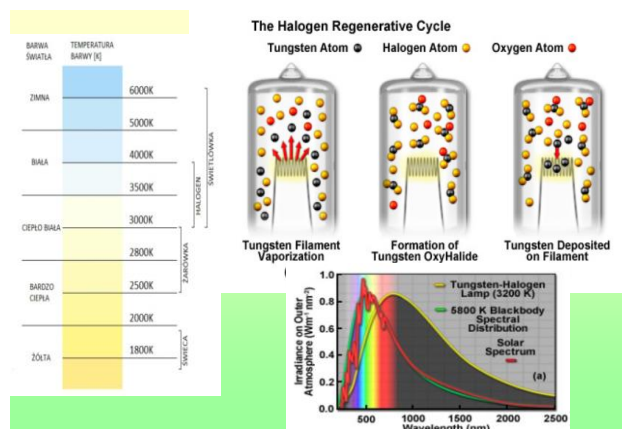 BARWA
ŚWIATŁA
TEMPERATURA
BARWY [K]
ZIMNA
BIAŁA
CIEPŁO BIAŁA
BARDZO
CIEPŁA
ŻÓŁTA
6000K
5000K
4000K
3500K
3000K
2800K
2500K
2000K
1800K
ŚWIETLÓWKA
HALOGEN
ŻARÓWKA
ŚWIECA
The Halogen Regenerative Cycle
Tungsten Atom
Halogen Atom
Oxygen Atom
Tungsten Filament
Vaporization
Formation of
Tungsten OxyHalide
Tungsten Deposited
on Filament
Irradiance on Outer
Atmosphere (Wm⁻² nm⁻²)
1.0
0.8
0.6
0.4
0.2
0.0
Tungsten-Halogen
Lamp (3200 K)
5800 K Blackbody
Spectral
Distribution
Solar
Spectrum
(a)
500
1000
1500
2000
2500
Wavelength (nm)